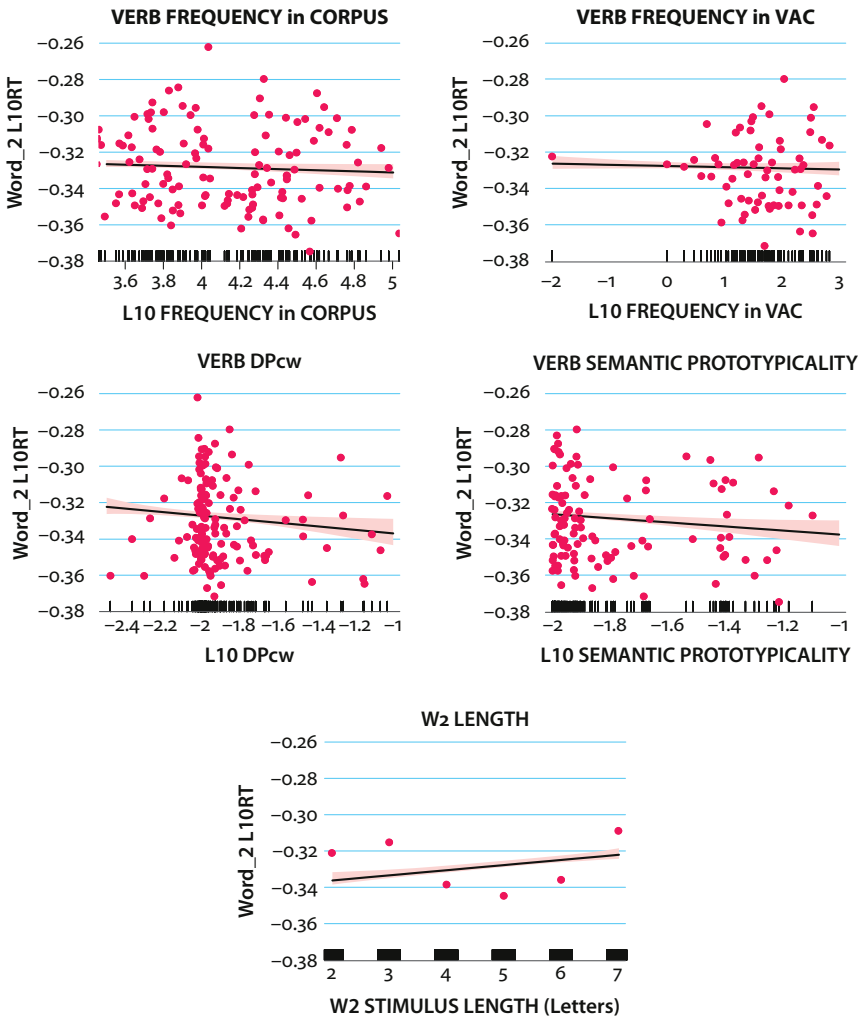 VERB FREQUENCY in CORPUS
Word_2 L10RT
−0.26
−0.28
−0.30
−0.32
−0.34
−0.36
−0.38
3.6 3.8 4 4.2 4.4 4.6 4.8 5
L10 FREQUENCY in CORPUS
VERB FREQUENCY in VAC
Word_2 L10RT
−0.26
−0.28
−0.30
−0.32
−0.34
−0.36
−0.38
−2 −1 0 1 2 3
L10 FREQUENCY in VAC
VERB DPcw
Word_2 L10RT
−0.26
−0.28
−0.30
−0.32
−0.34
−0.36
−0.38
−2.4 −2.2 −2 −1.8 −1.6 −1.4 −1.2 −1
L10 DPcw
VERB SEMANTIC PROTOTYPICALITY
Word_2 L10RT
−0.26
−0.28
−0.30
−0.32
−0.34
−0.36
−0.38
−2 −1.8 −1.6 −1.4 −1.2 −1
L10 SEMANTIC PROTOTYPICALITY
W2 LENGTH
Word_2 L10RT
−0.26
−0.28
−0.30
−0.32
−0.34
−0.36
−0.38
2 3 4 5 6 7
W2 STIMULUS LENGTH (Letters)